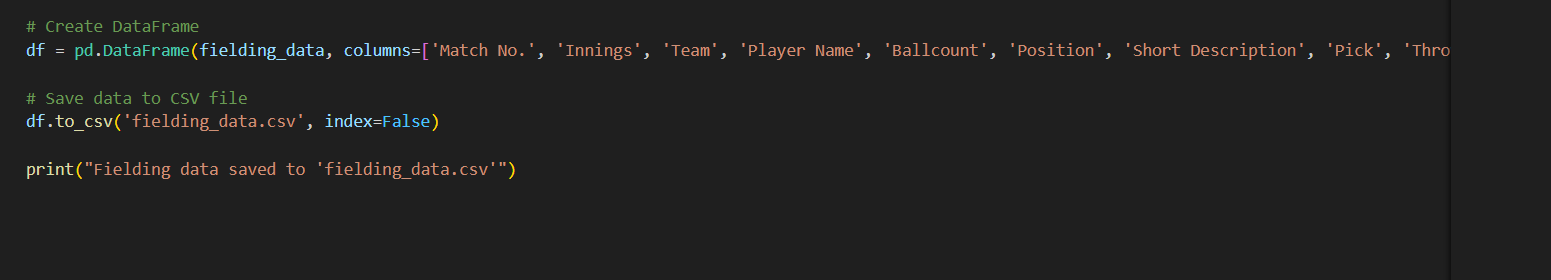 # Create DataFrame
df = pd.DataFrame(fielding_data, columns=['Match No.', 'Innings', 'Team', 'Player Name', 'Ballcount', 'Position', 'Short Description', 'Pick', 'Thro
# Save data to CSV file
df.to_csv('fielding_data.csv', index=False)
print("Fielding data saved to 'fielding_data.csv'")